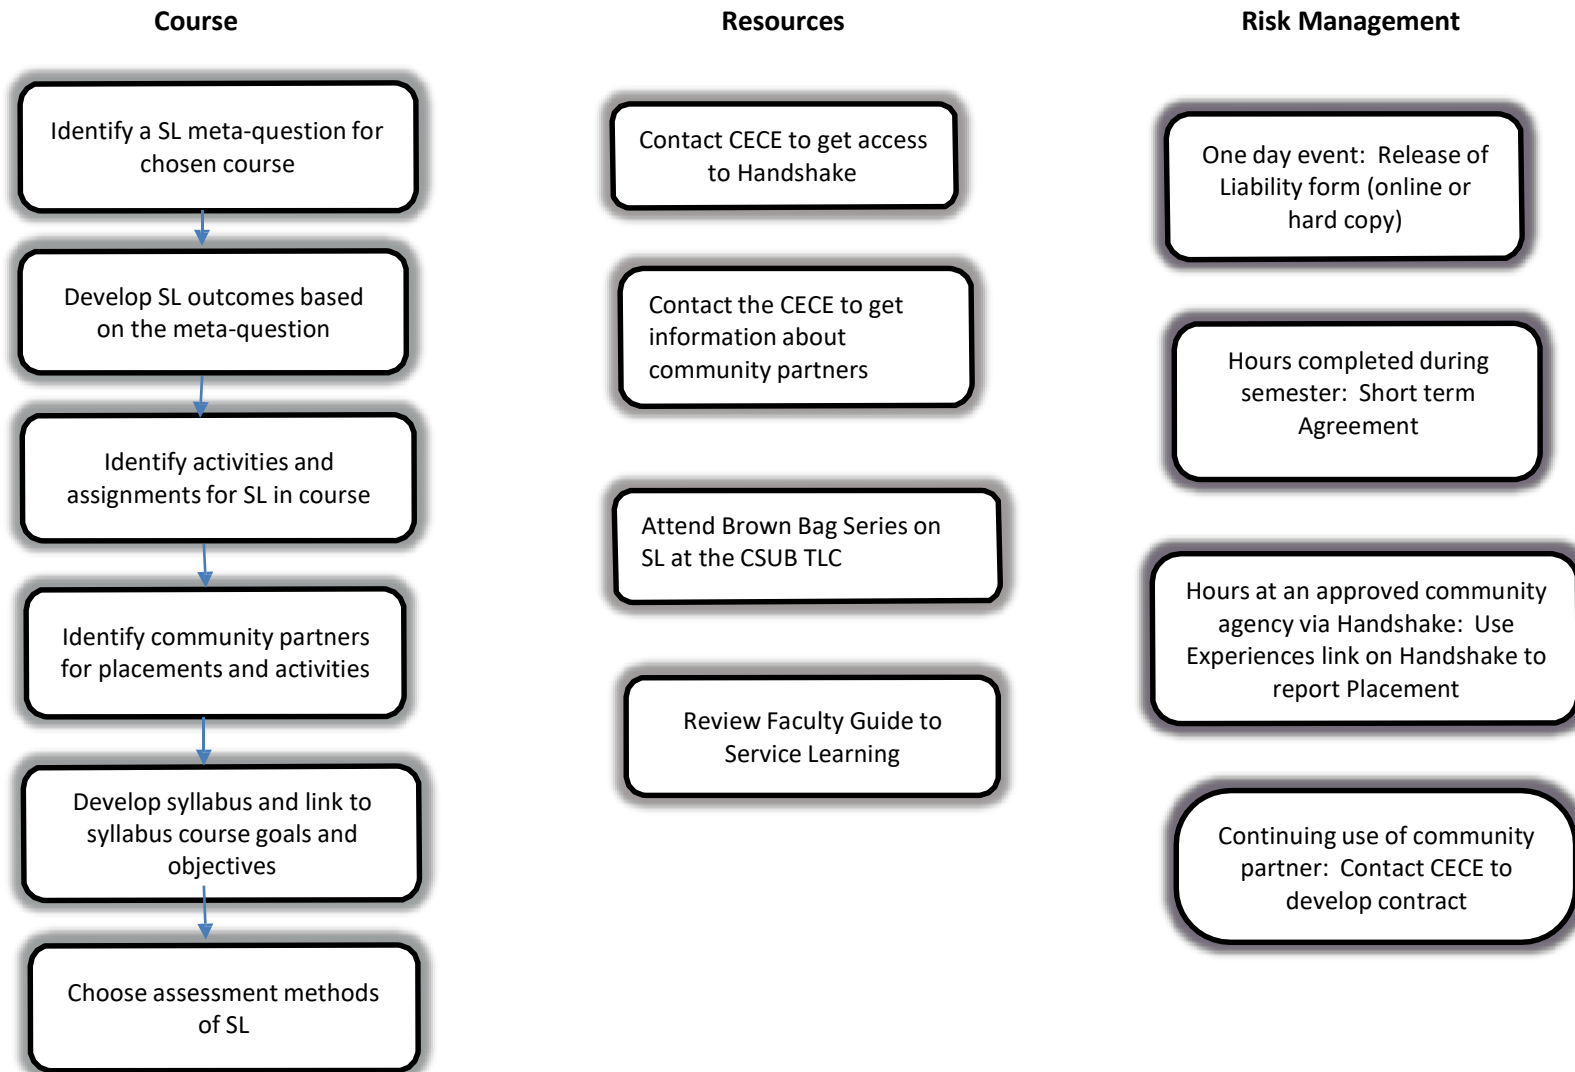 Course
Identify a SL meta-question for
chosen course
Develop SL outcomes based
on the meta-question
Identify activities and
assignments for SL in course
Identify community partners
for placements and activities
Develop syllabus and link to
syllabus course goals and
objectives
Choose assessment methods
of SL
Resources
Contact CECE to get access
to Handshake
Contact the CECE to get
information about
community partners
Attend Brown Bag Series on
SL at the CSUB TLC
Review Faculty Guide to
Service Learning
Risk Management
One day event:  Release of
Liability form (online or
hard copy)
Hours completed during
semester:  Short term
Agreement
Hours at an approved community
agency via Handshake:  Use
Experiences link on Handshake to
report Placement
Continuing use of community
partner:  Contact CECE to
develop contract